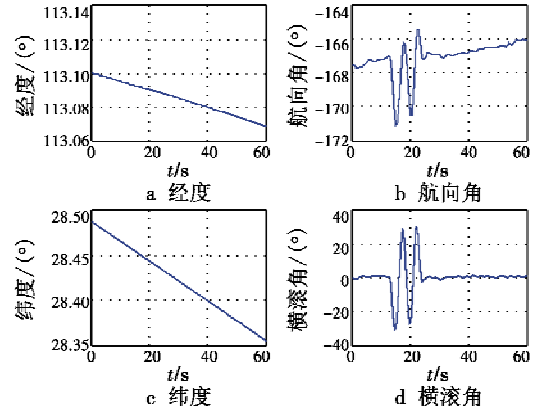 113.14
113.12
113.10
113.08
113.06
经度/(°)
0 20 40 60
t/s
a 经度
-164
-166
-168
-170
-172
航向角/(°)
0 20 40 60
t/s
b 航向角
28.50
28.45
28.40
28.35
纬度/(°)
0 20 40 60
t/s
c 纬度
40
20
0
-20
-40
横滚角/(°)
0 20 40 60
t/s
d 横滚角